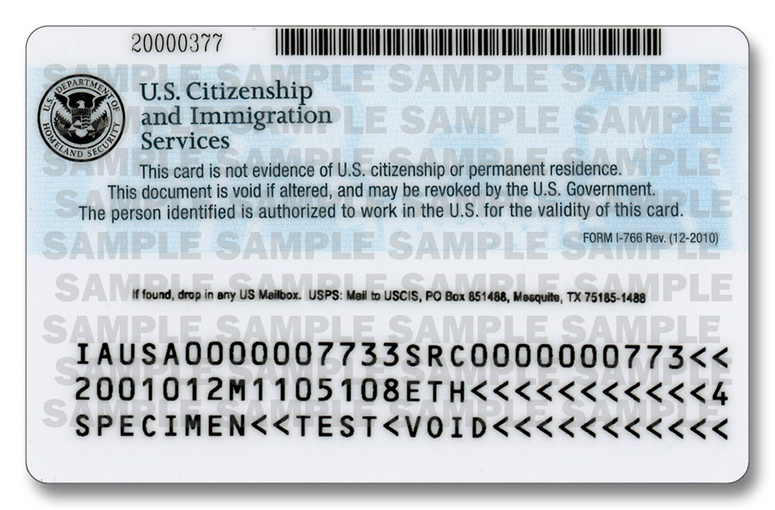 20000377
SAMPLE SAMPLE SAMPLE SAMPLE
U.S. DEPARTMENT OF HOMELAND SECURITY
U.S. Citizenship
and Immigration
Services
This card is not evidence of U.S. citizenship or permanent residence.
This document is void if altered, and may be revoked by the U.S. Government.
The person identified is authorized to work in the U.S. for the validity of this card.
FORM I-766 Rev. (12-2010)
If found, drop in any US Mailbox. USPS: Mail to USCIS, PO Box 851488, Mesquite, TX 75185-1488
IAUSA0000007733SRC0000000773<<
2001012M1105108ETH<<<<<<<<<<<4
SPECIMEN<<TEST<VOID<<<<<<<<<<<